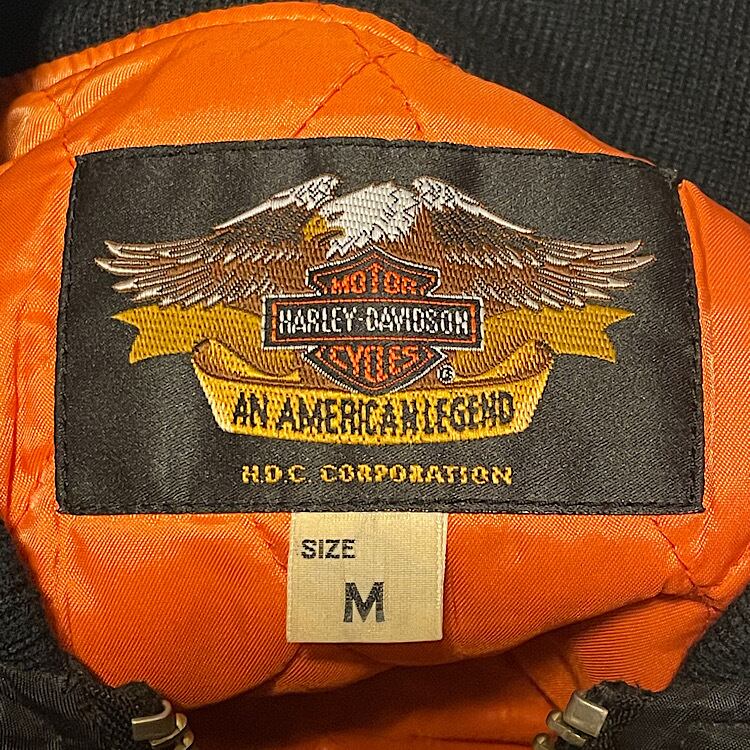 MOTOR
HARLEY-DAVIDSON
CYCLES
®
AN AMERICAN LEGEND
H.D.C. CORPORATION
SIZE
M